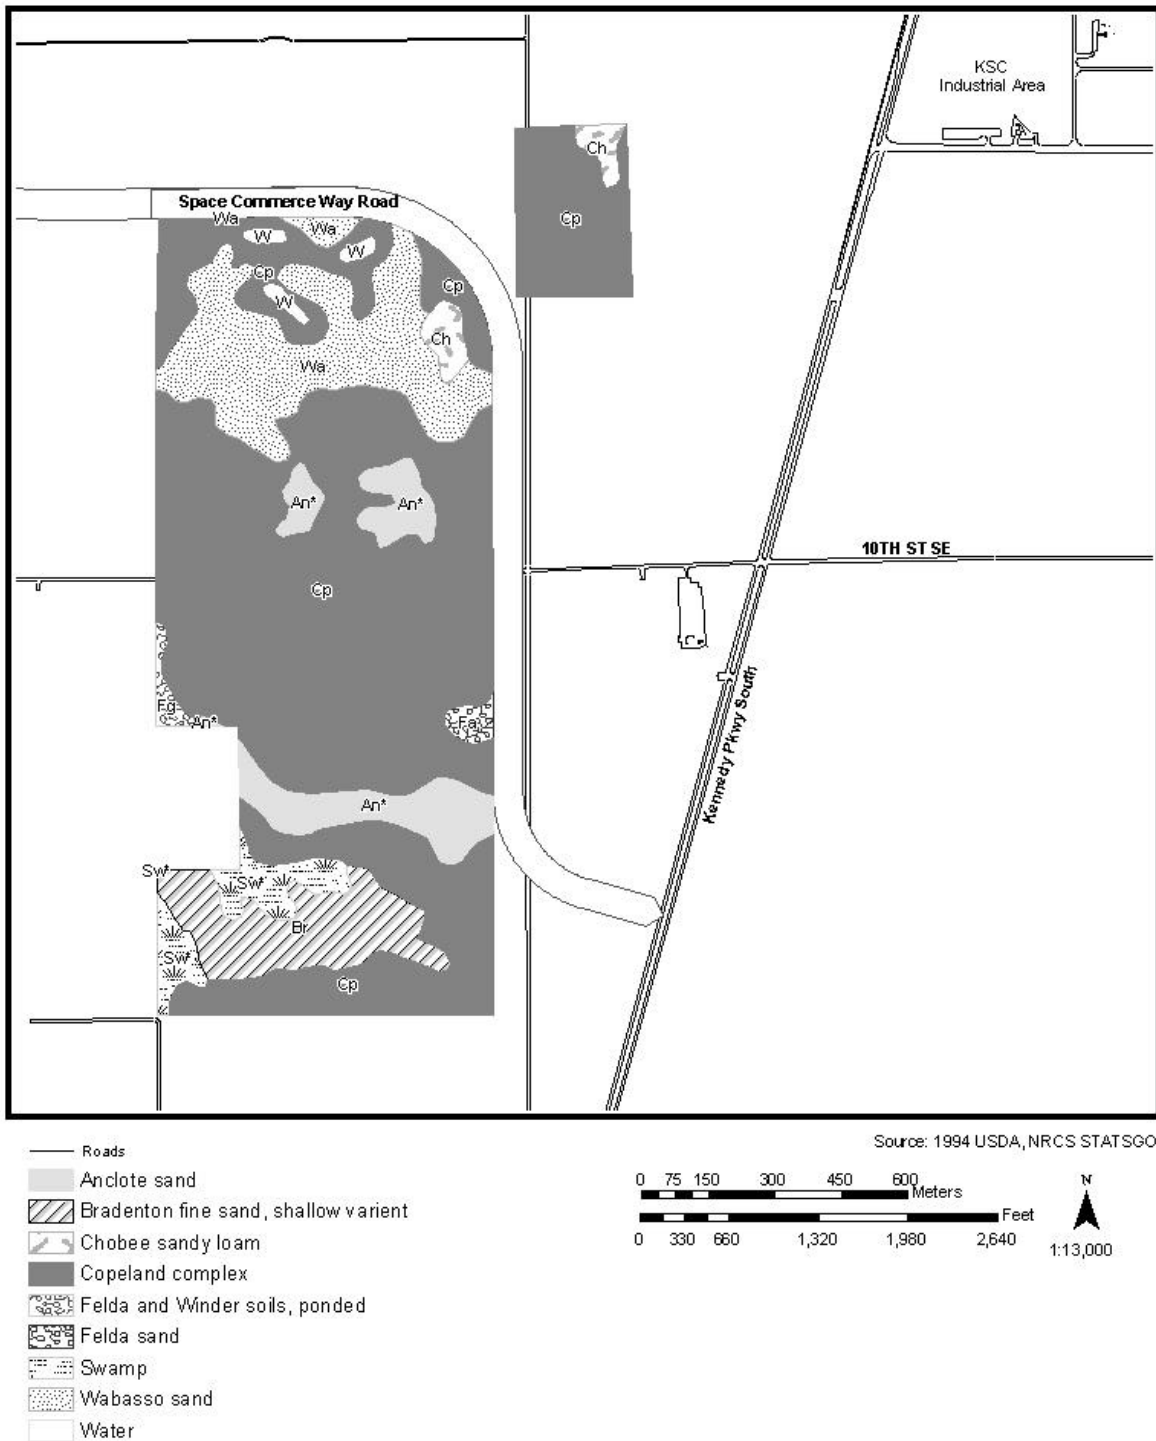 KSC
Industrial Area
Ch
Cp
Space Commerce Way Road
Wa
Wa
W
W
Cp
Cp
W
Ch
Wa
An*
An*
10TH ST SE
Cp
Kennedy Pkwy South
Fg
An*
Fa
An*
Sw*
Sw*
Br
Sw*
Cp
Source: 1994 USDA, NRCS STATSGO
Roads
Anclote sand
Bradenton fine sand, shallow varient
Chobee sandy loam
Copeland complex
Felda and Winder soils, ponded
Felda sand
Swamp
Wabasso sand
Water
0 75 150 300 450 600
Meters
Feet
0 330 660 1,320 1,980 2,640
N
1:13,000